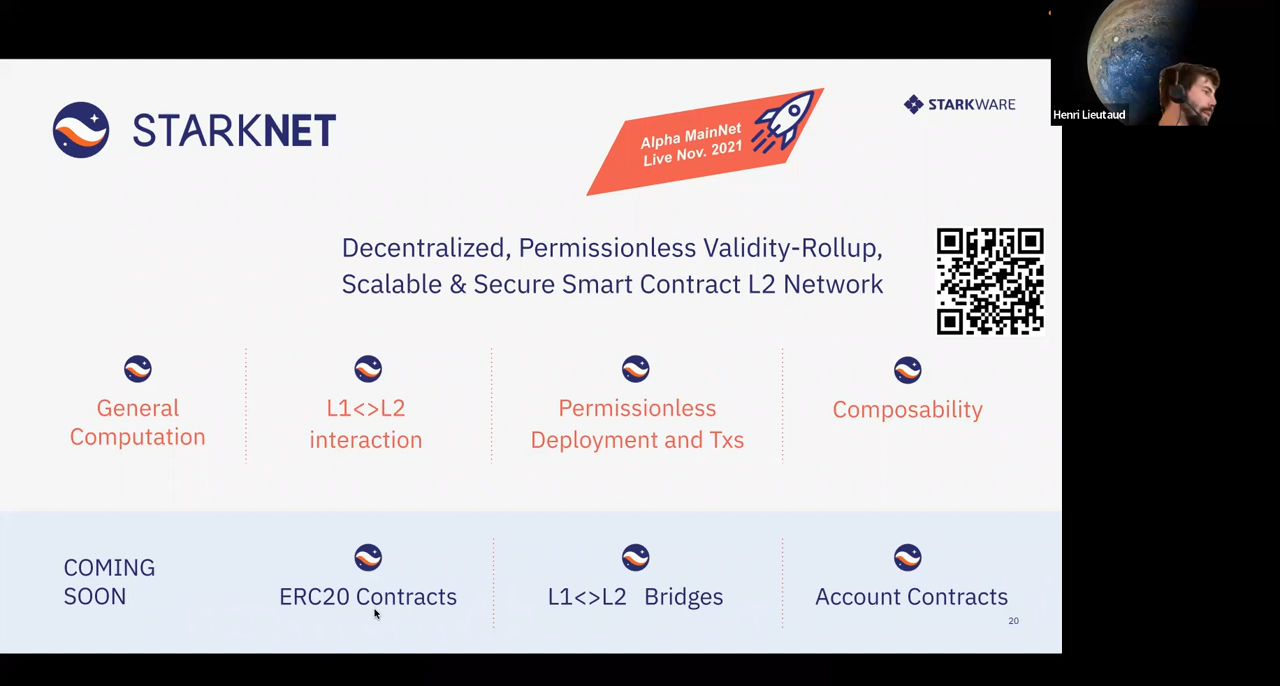 STARKNET
Alpha MainNet
Live Nov. 2021
STARKWARE
Henri Lieutaud
Decentralized, Permissionless Validity-Rollup,
Scalable & Secure Smart Contract L2 Network
General
Computation
L1<>L2
interaction
Permissionless
Deployment and Txs
Composability
COMING
SOON
ERC20 Contracts
L1<>L2 Bridges
Account Contracts
20